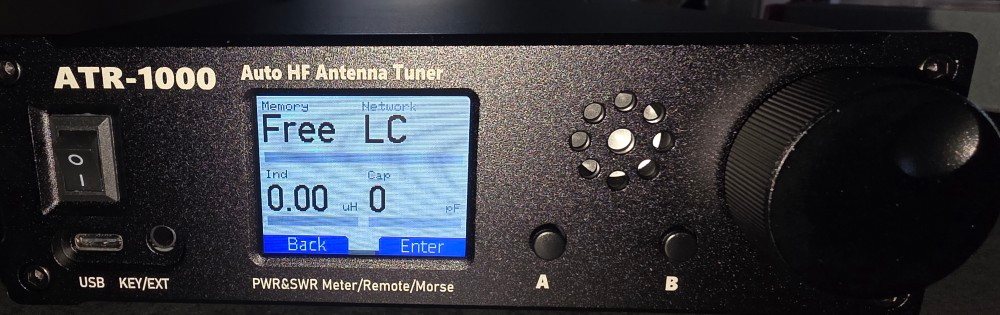 ATR-1000
Auto HF Antenna Tuner
Memory Network
Free LC
Ind Cap
0.00 uH 0 pF
Back Enter
O
I
USB KEY/EXT
PWR&SWR Meter/Remote/Morse
A B